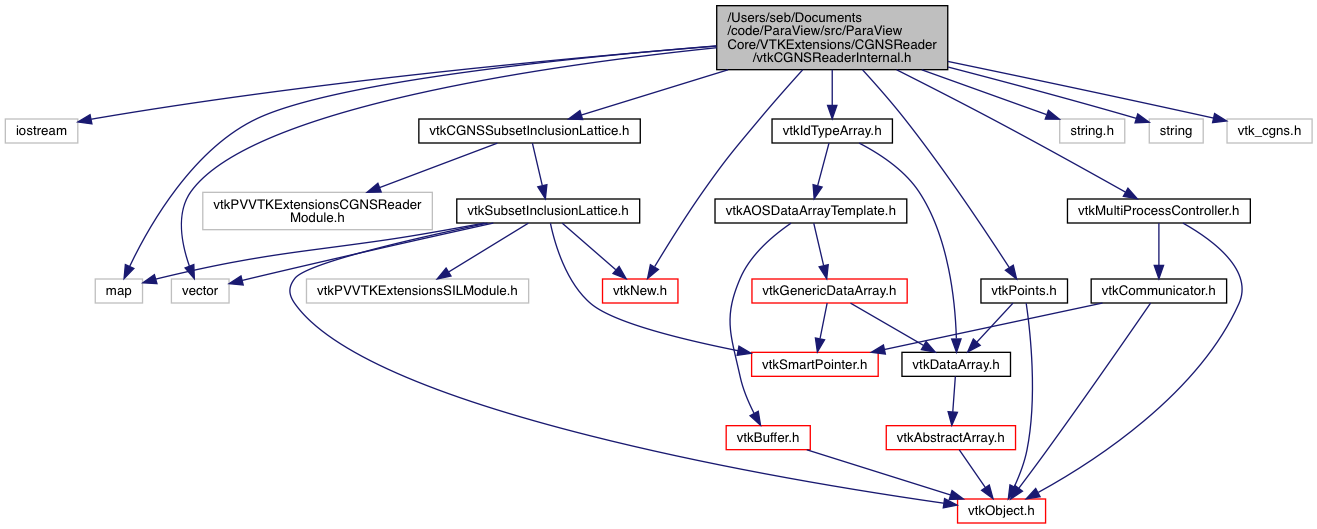 /Users/seb/Documents
/code/ParaView/src/ParaView
Core/VTKExtensions/CGNSReader
/vtkCGNSReaderInternal.h
iostream
vtkCGNSSubsetInclusionLattice.h
vtkIdTypeArray.h
string.h
string
vtk_cgns.h
vtkPVVTKExtensionsCGNSReader
Module.h
vtkSubsetInclusionLattice.h
vtkAOSDataArrayTemplate.h
vtkMultiProcessController.h
map
vector
vtkPVVTKExtensionsSILModule.h
vtkNew.h
vtkGenericDataArray.h
vtkPoints.h
vtkCommunicator.h
vtkSmartPointer.h
vtkDataArray.h
vtkBuffer.h
vtkAbstractArray.h
vtkObject.h